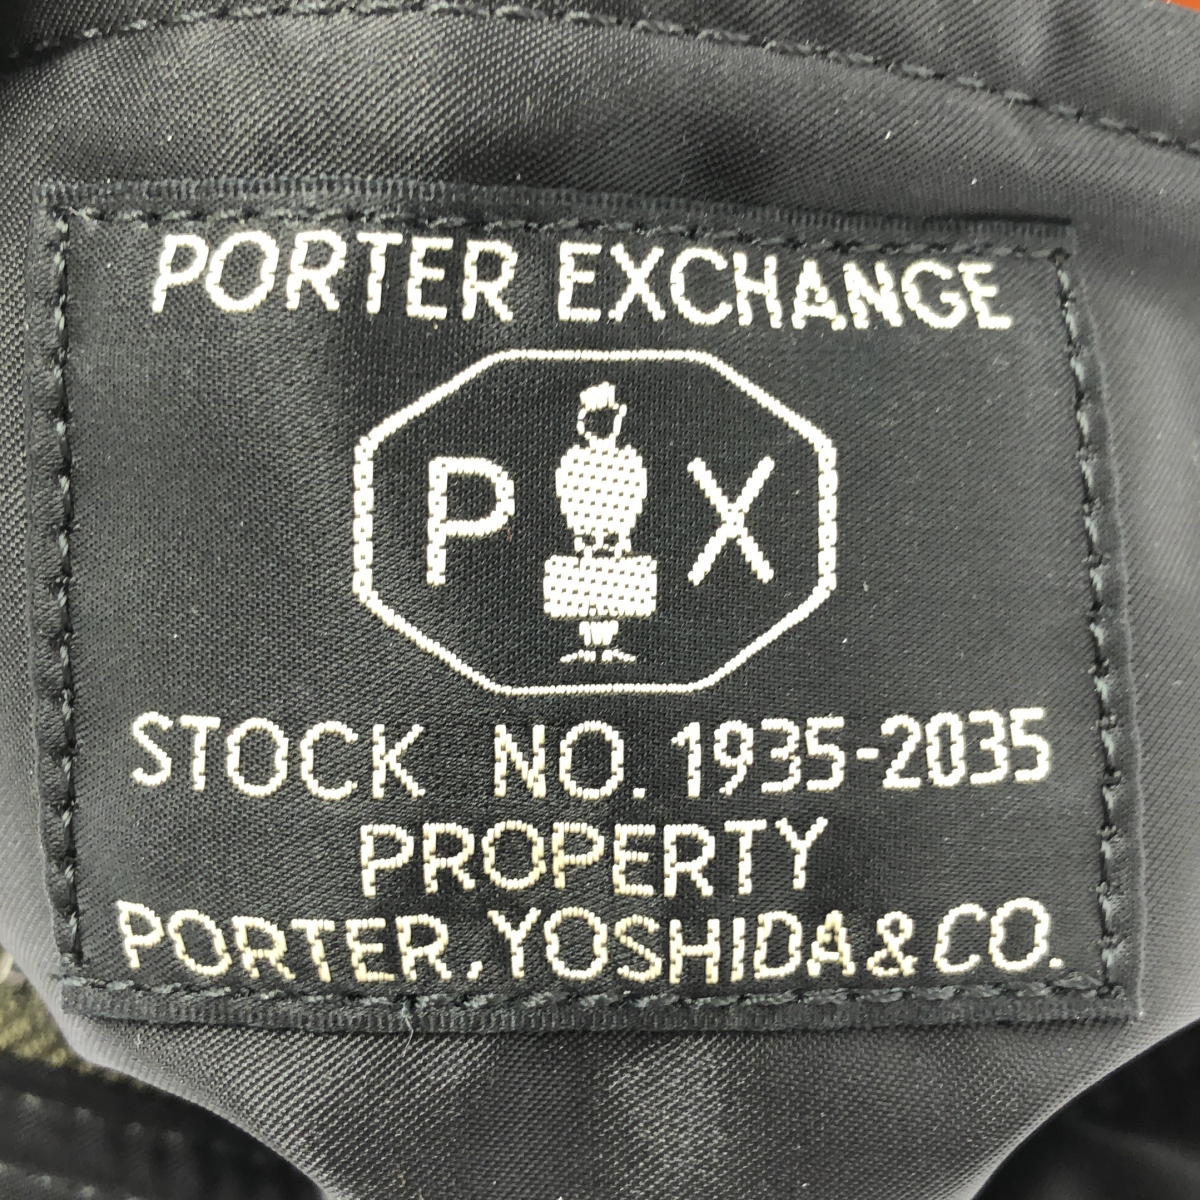 PORTER EXCHANGE
P X
STOCK NO. 1935-2035
PROPERTY
PORTER, YOSHIDA & CO.